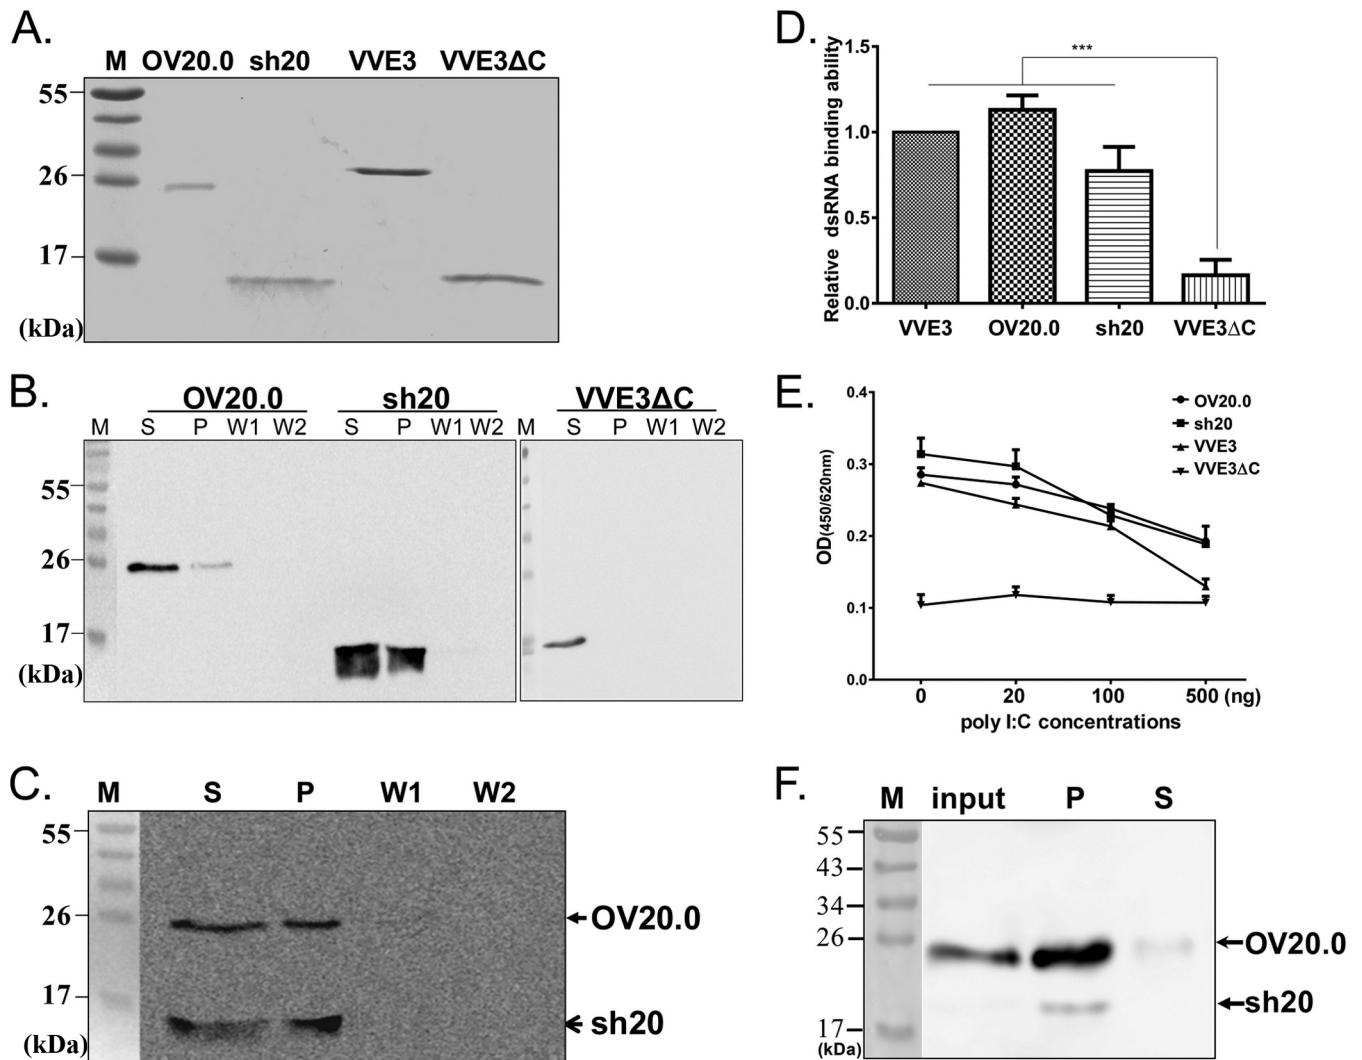 A.
M OV20.0 sh20 VVE3 VVE3ΔC
55
26
17
(kDa)
B.
OV20.0 sh20 VVE3ΔC
M S P W1 W2 S P W1 W2 M S P W1 W2
55
26
17
(kDa)
C.
M S P W1 W2
55
26
17
(kDa)
OV20.0
sh20
D.
Relative dsRNA binding ability
1.5
1.0
0.5
0.0
***
VVE3 OV20.0 sh20 VVE3ΔC
E.
OD(450/620nm)
0.4
0.3
0.2
0.1
0.0
OV20.0
sh20
VVE3
VVE3ΔC
0 20 100 500 (ng)
poly I:C concentrations
F.
M input P S
55
43
34
26
17
(kDa)
OV20.0
sh20